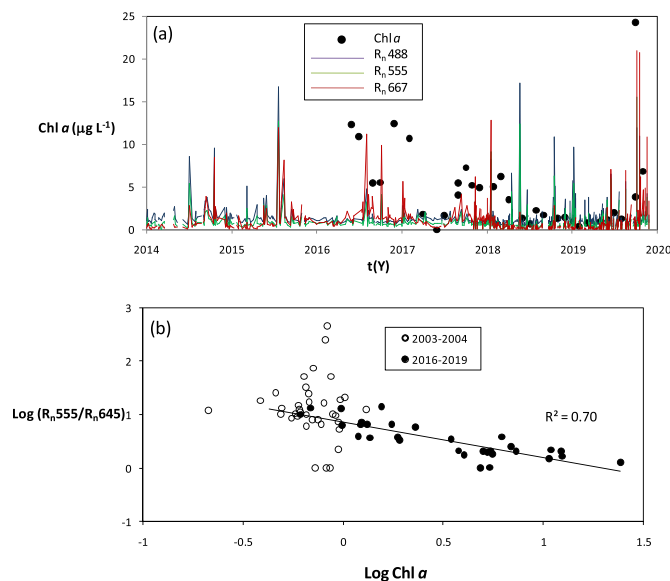 (a)
Chl a
Rn 488
Rn 555
Rn 667
Chl a (µg L-1)
25
20
15
10
5
0
2014 2015 2016 2017 2018 2019 2020
t(Y)
(b)
3
2
1
0
-1
2003-2004
2016-2019
Log (Rn555/Rn645)
R² = 0.70
-1 -0.5 0 0.5 1 1.5
Log Chl a